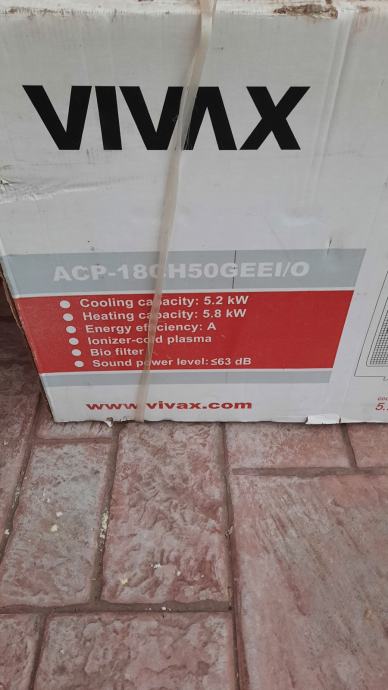 VIVAX
ACP-18CH50GEEI/O
Cooling capacity: 5.2 kW
Heating capacity: 5.8 kW
Energy efficiency: A
Ionizer-cold plasma
Bio filter
Sound power level: ≤63 dB
www.vivax.com